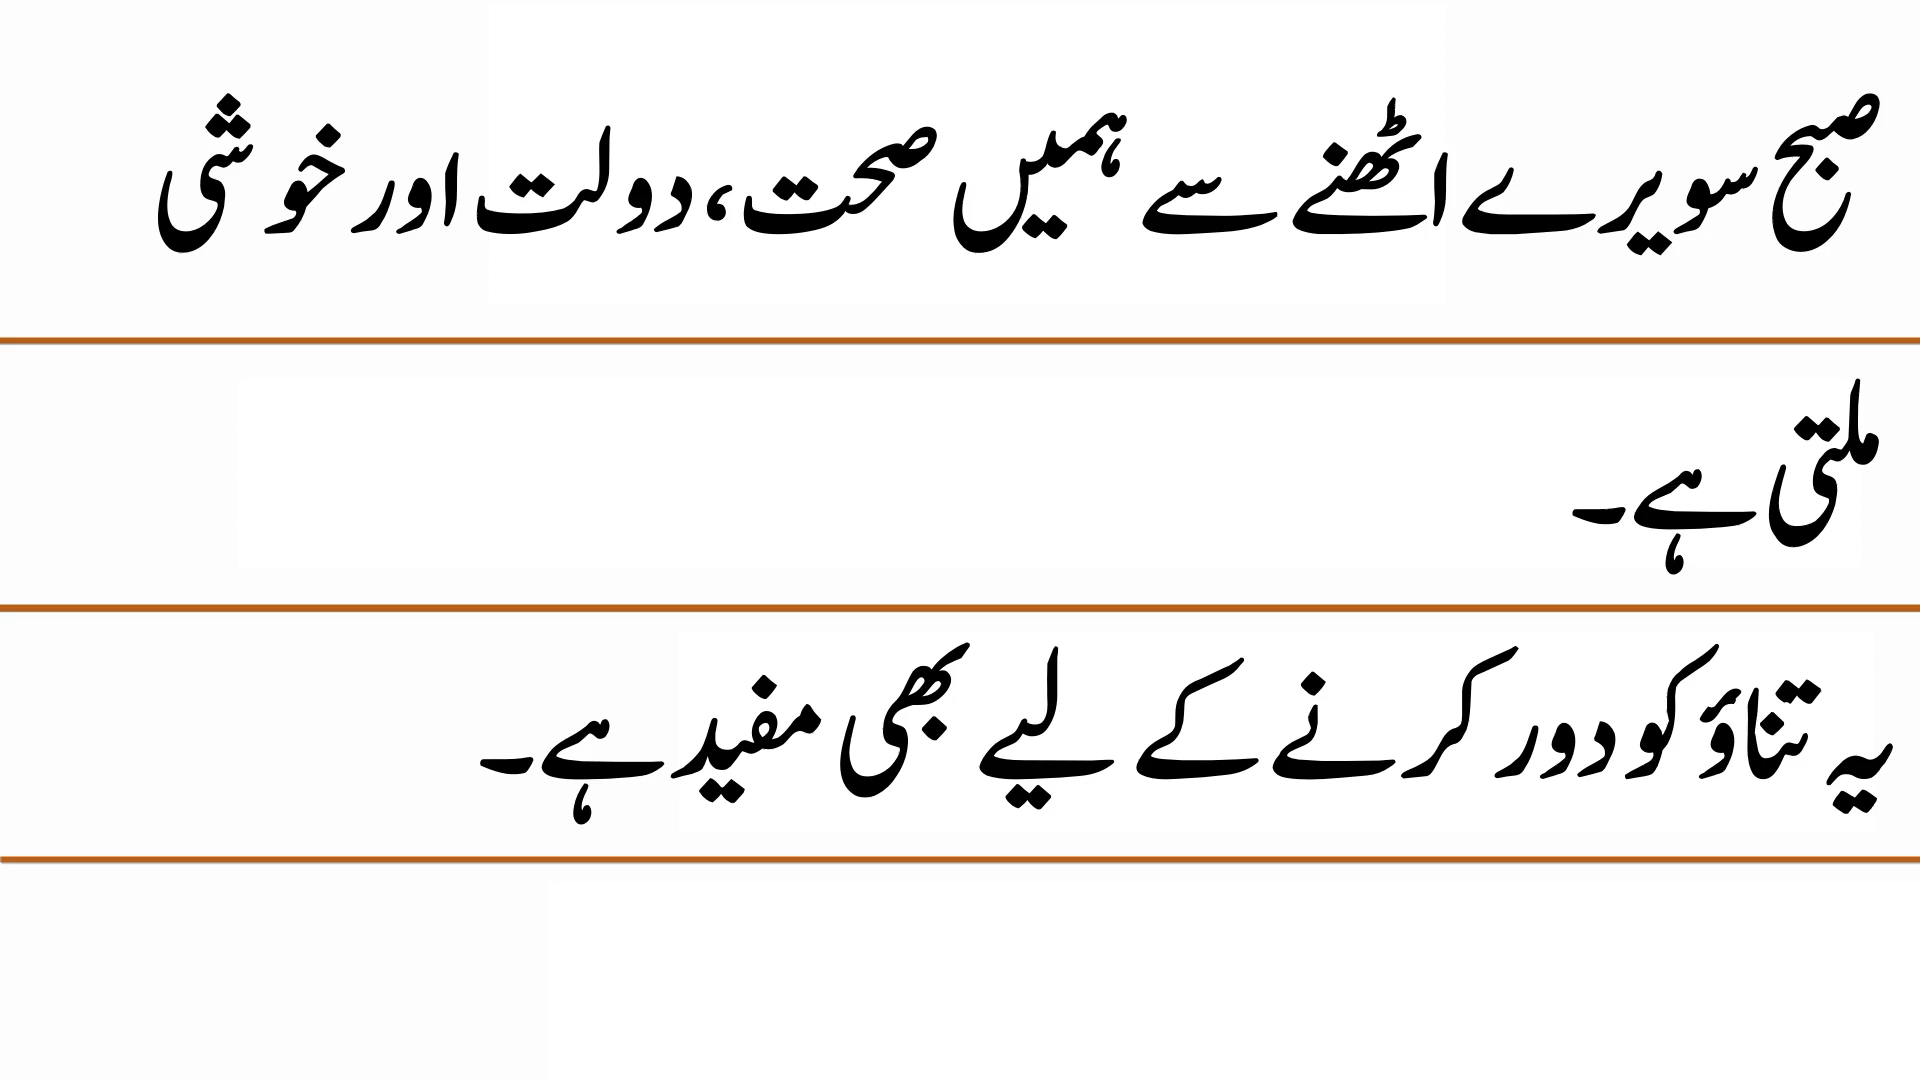 صبح سویرے اٹھنے سے ہمیں صحت، دولت اور خوشی
ملتی ہے۔
یہ تناؤ کو دور کرنے کے لیے بھی مفید ہے۔